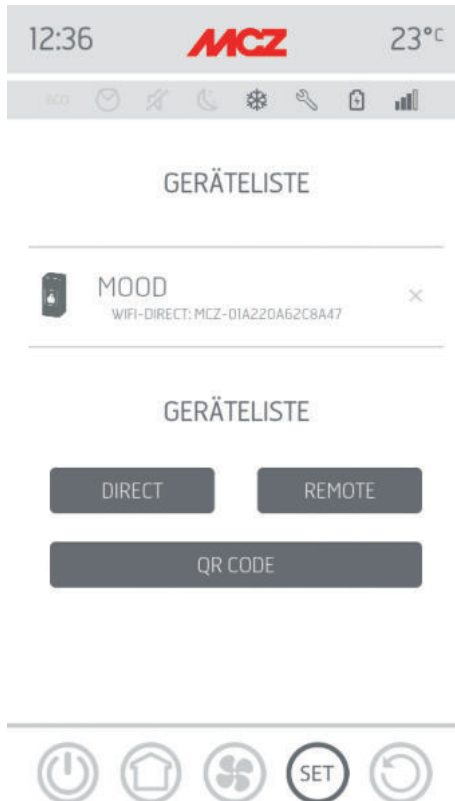 12:36 MCZ 23°C
ECO
GERÄTELISTE
MOOD
WIFI-DIRECT: MCZ-01A220A62C8A47
×
GERÄTELISTE
DIRECT REMOTE
QR CODE
SET